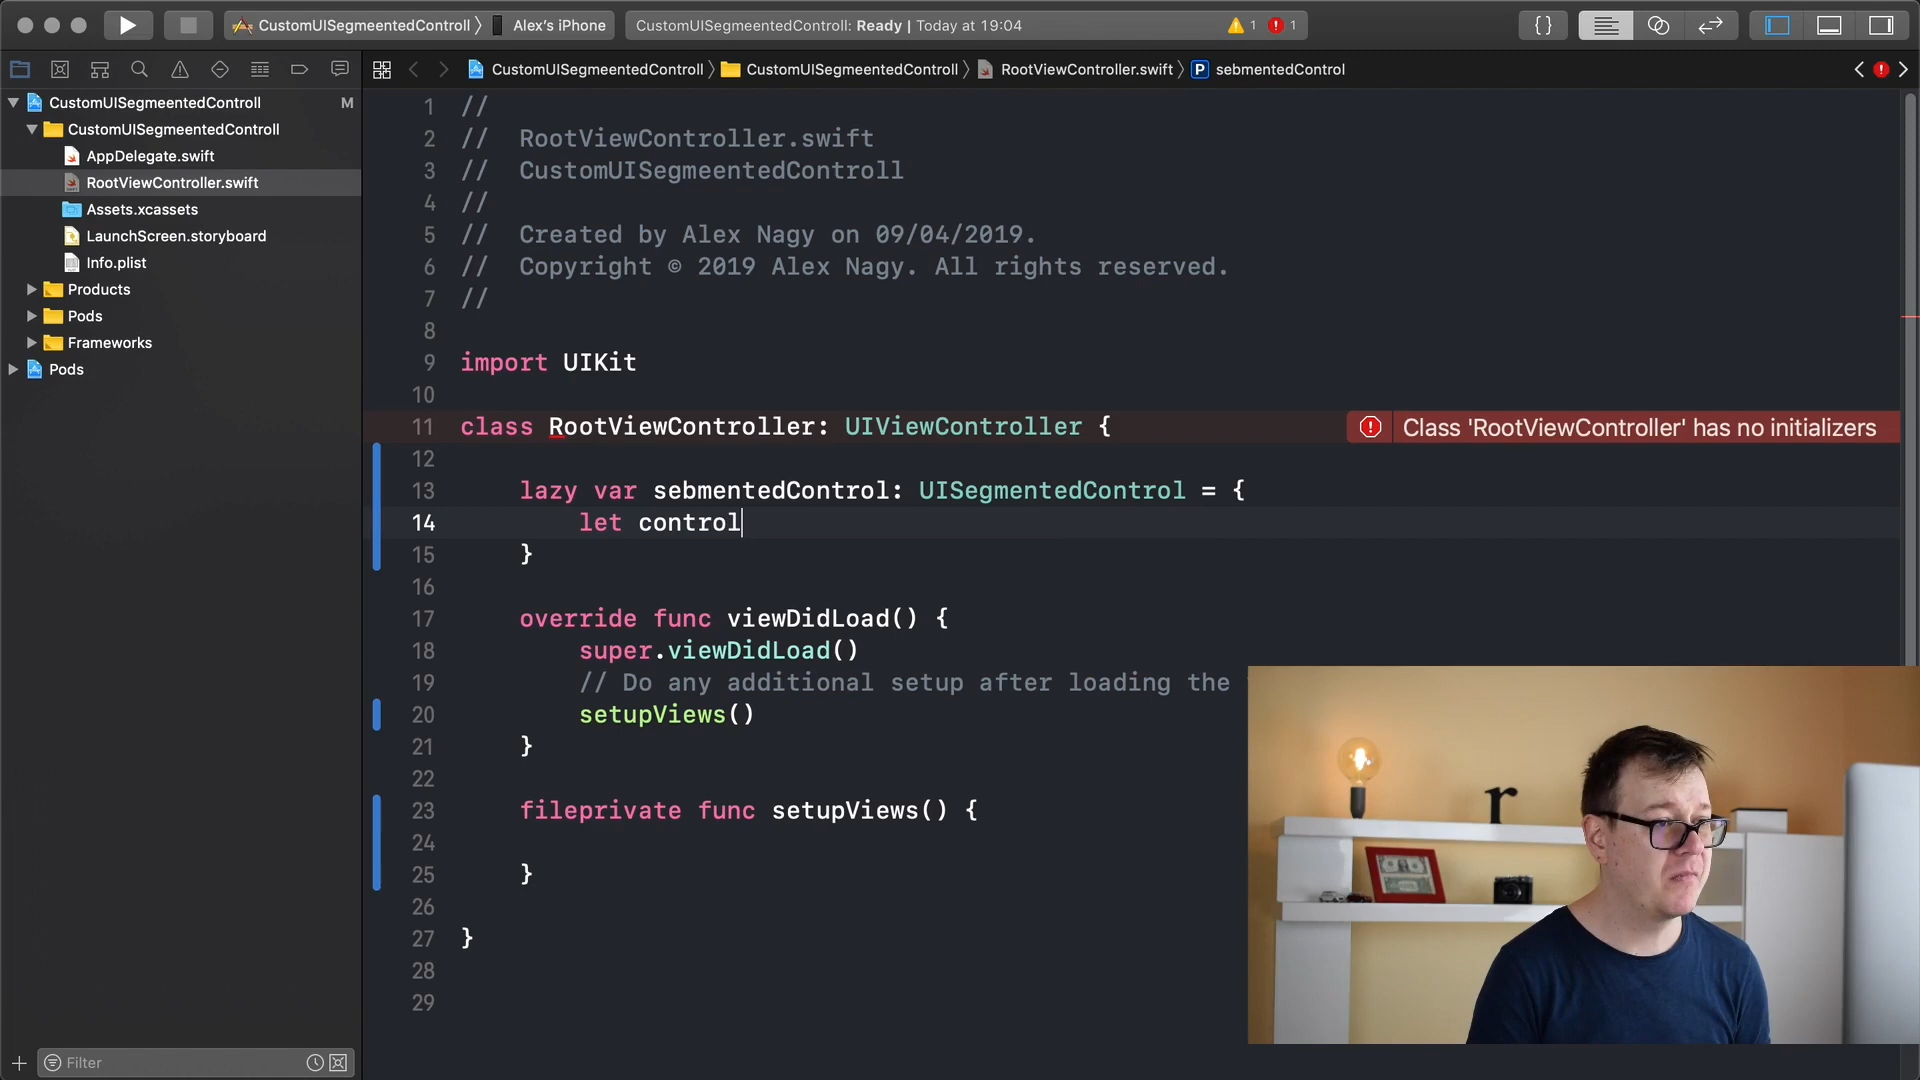 CustomUISegmeentedControll
Alex's iPhone
CustomUISegmeentedControll: Ready | Today at 19:04
1
1
{ }
CustomUISegmeentedControll
CustomUISegmeentedControll
RootViewController.swift
P
sebmentedControl
CustomUISegmeentedControll
M
CustomUISegmeentedControll
AppDelegate.swift
RootViewController.swift
Assets.xcassets
LaunchScreen.storyboard
Info.plist
Products
Pods
Frameworks
Pods
Filter
1 //
2 // RootViewController.swift
3 // CustomUISegmeentedControll
4 //
5 // Created by Alex Nagy on 09/04/2019.
6 // Copyright © 2019 Alex Nagy. All rights reserved.
7 //
8
9 import UIKit
10
11 class RootViewController: UIViewController {
Class 'RootViewController' has no initializers
12
13 lazy var sebmentedControl: UISegmentedControl = {
14 let control
15 }
16
17 override func viewDidLoad() {
18 super.viewDidLoad()
19 // Do any additional setup after loading the
20 setupViews()
21 }
22
23 fileprivate func setupViews() {
24
25 }
26
27 }
28
29
r